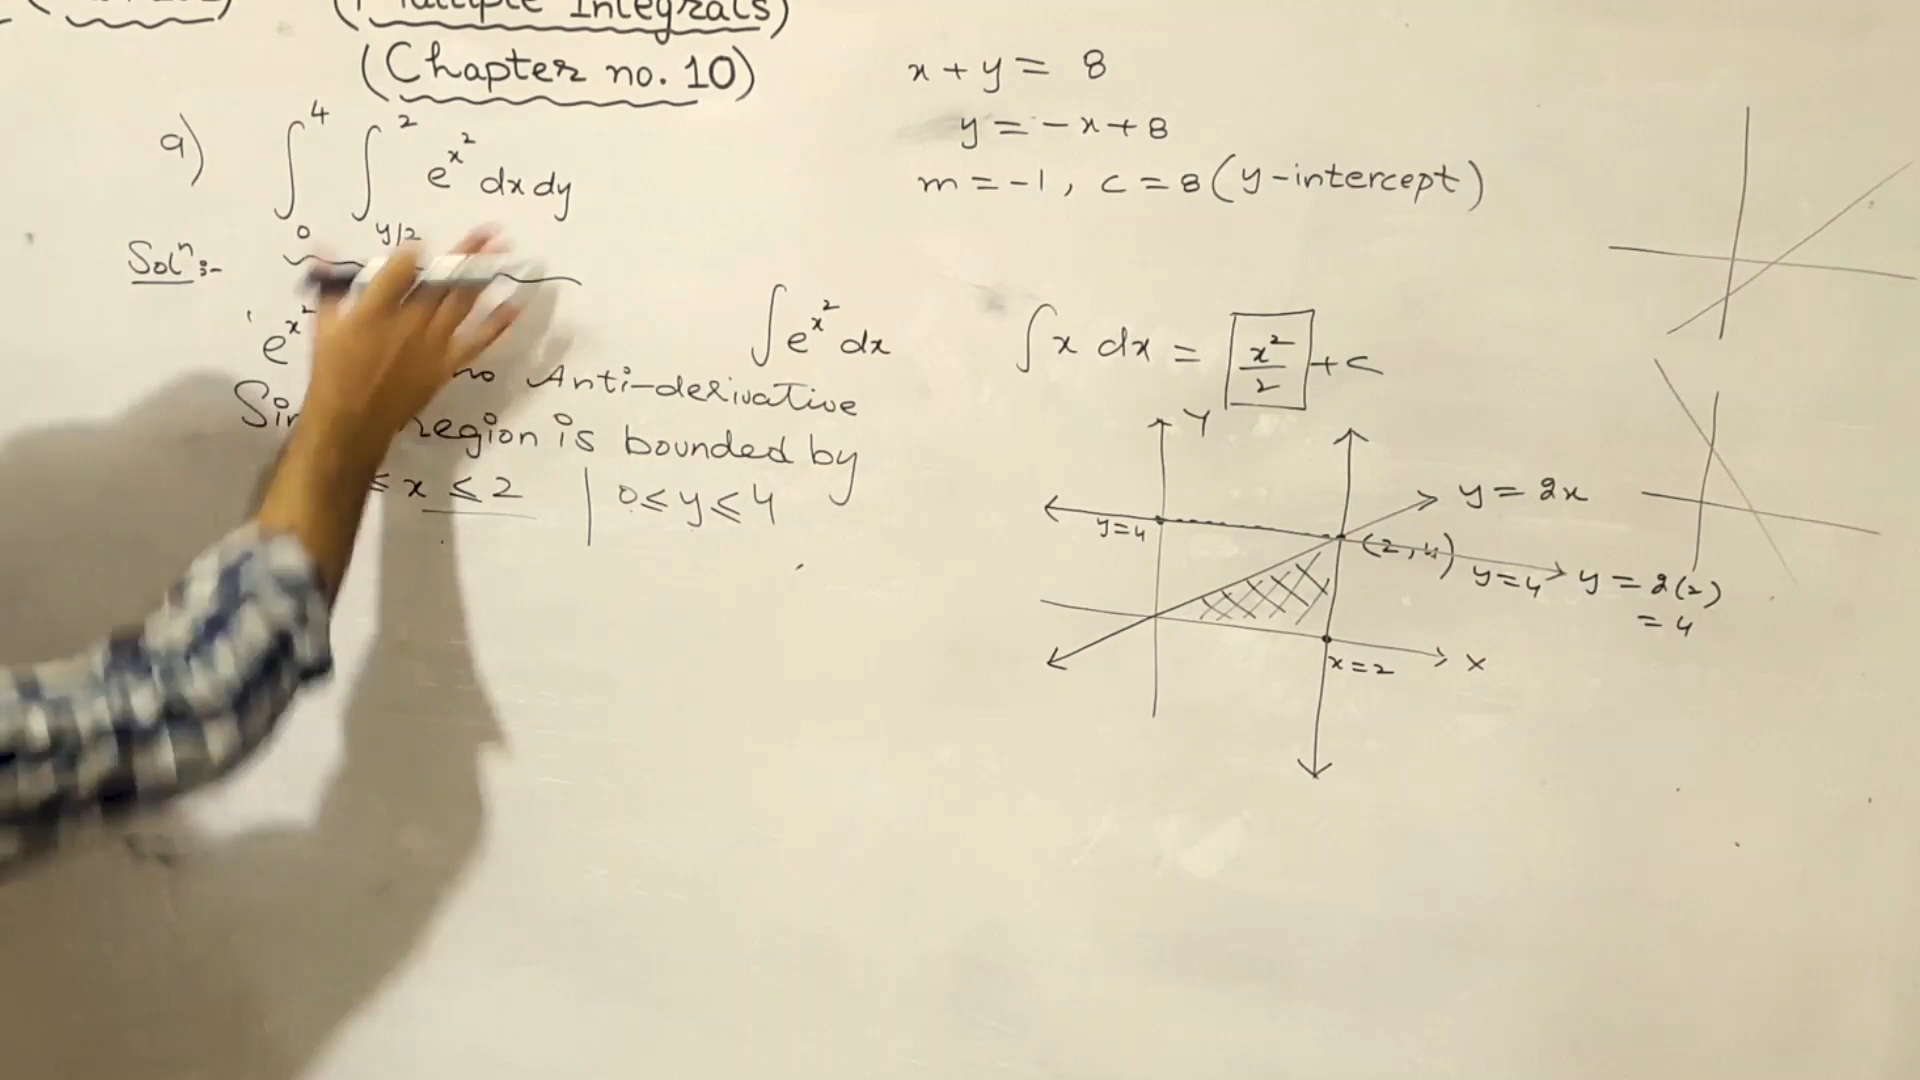 (Multiple Integrals)
(Chapter no. 10)
a) ∫₀⁴ ∫_{y/2}^2 e^{x²} dx dy
Solⁿ:-
e^{x²}
no Anti-derivative
region is bounded by
≤ x ≤ 2 | 0 ≤ y ≤ 4
∫ e^{x²} dx
x + y = 8
y = -x + 8
m = -1, c = 8 (y-intercept)
∫ x dx = x²/2 + c
Y
y = 2x
y=4
(2,4)
y=4
y = 2(2)
= 4
x=2
X